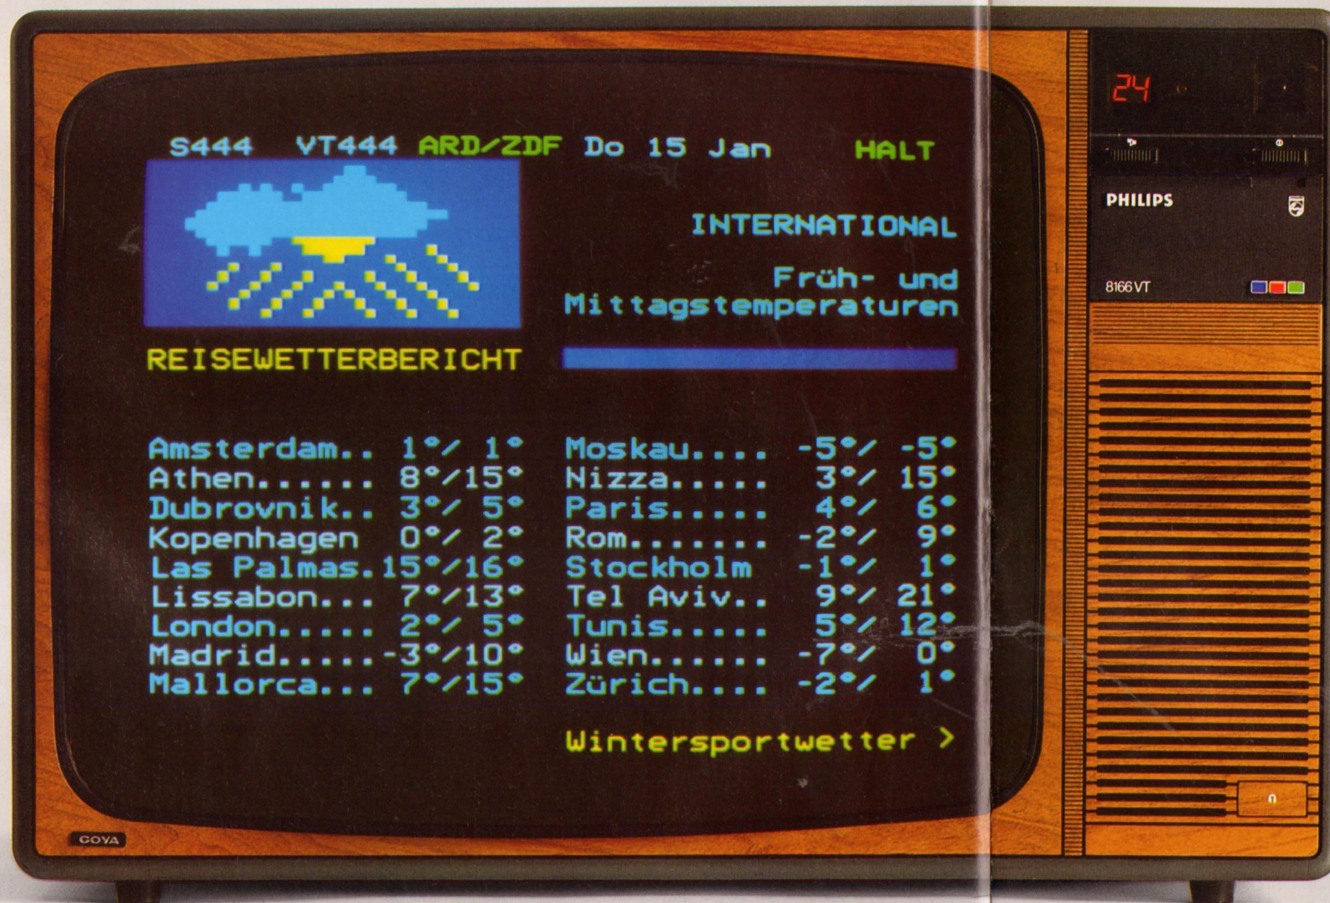 S444 VT444 ARD/ZDF Do 15 Jan HALT
INTERNATIONAL
Früh- und
Mittagstemperaturen
REISEWETTERBERICHT
Amsterdam.. 1°/ 1°
Athen...... 8°/15°
Dubrovnik.. 3°/ 5°
Kopenhagen 0°/ 2°
Las Palmas.15°/16°
Lissabon... 7°/13°
London..... 2°/ 5°
Madrid.....-3°/10°
Mallorca... 7°/15°
Moskau.... -5°/ -5°
Nizza..... 3°/ 15°
Paris..... 4°/ 6°
Rom....... -2°/ 9°
Stockholm -1°/ 1°
Tel Aviv.. 9°/ 21°
Tunis..... 5°/ 12°
Wien...... -7°/ 0°
Zürich.... -2°/ 1°
Wintersportwetter >
24
PHILIPS
8166 VT
GOYA